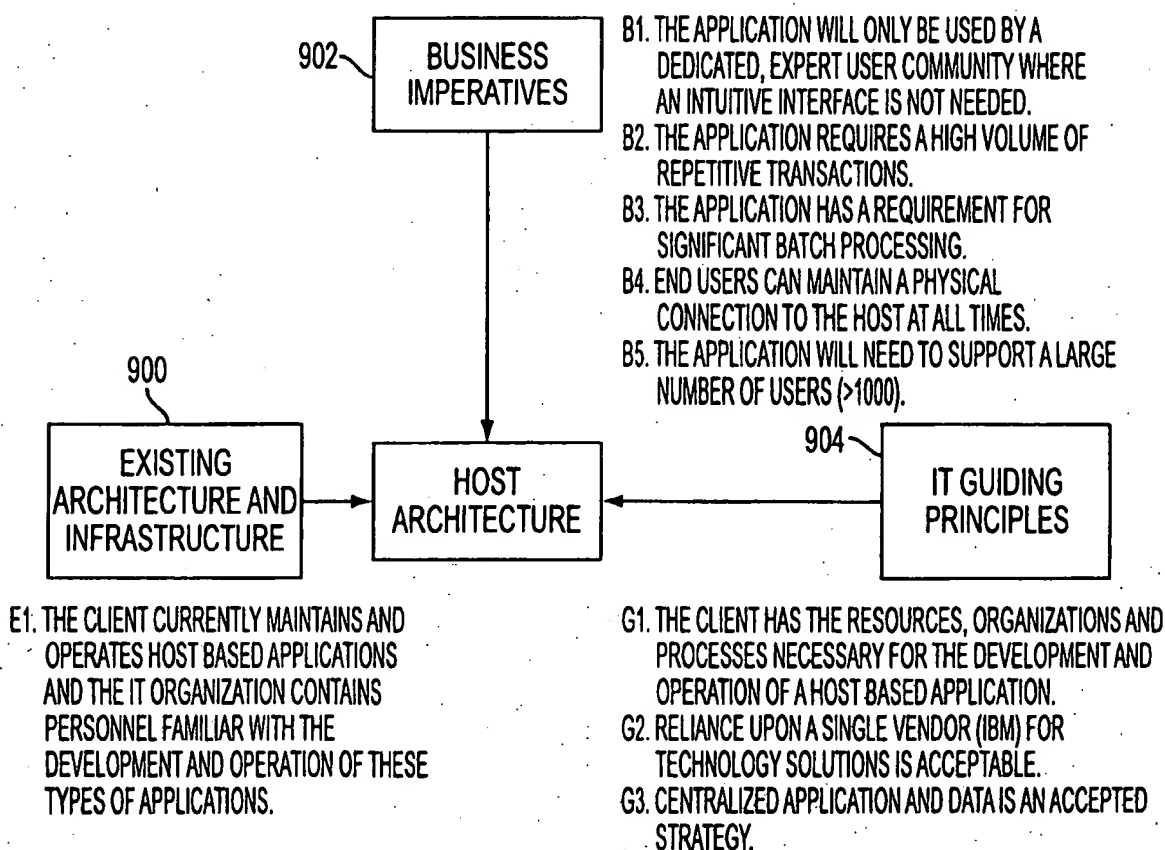 902
BUSINESS
IMPERATIVES
B1. THE APPLICATION WILL ONLY BE USED BY A
DEDICATED, EXPERT USER COMMUNITY WHERE
AN INTUITIVE INTERFACE IS NOT NEEDED.
B2. THE APPLICATION REQUIRES A HIGH VOLUME OF
REPETITIVE TRANSACTIONS.
B3. THE APPLICATION HAS A REQUIREMENT FOR
SIGNIFICANT BATCH PROCESSING.
B4. END USERS CAN MAINTAIN A PHYSICAL
CONNECTION TO THE HOST AT ALL TIMES.
B5. THE APPLICATION WILL NEED TO SUPPORT A LARGE
NUMBER OF USERS (>1000).
900
EXISTING
ARCHITECTURE AND
INFRASTRUCTURE
HOST
ARCHITECTURE
904
IT GUIDING
PRINCIPLES
E1. THE CLIENT CURRENTLY MAINTAINS AND
OPERATES HOST BASED APPLICATIONS
AND THE IT ORGANIZATION CONTAINS
PERSONNEL FAMILIAR WITH THE
DEVELOPMENT AND OPERATION OF THESE
TYPES OF APPLICATIONS.
G1. THE CLIENT HAS THE RESOURCES, ORGANIZATIONS AND
PROCESSES NECESSARY FOR THE DEVELOPMENT AND
OPERATION OF A HOST BASED APPLICATION.
G2. RELIANCE UPON A SINGLE VENDOR (IBM) FOR
TECHNOLOGY SOLUTIONS IS ACCEPTABLE.
G3. CENTRALIZED APPLICATION AND DATA IS AN ACCEPTED
STRATEGY.